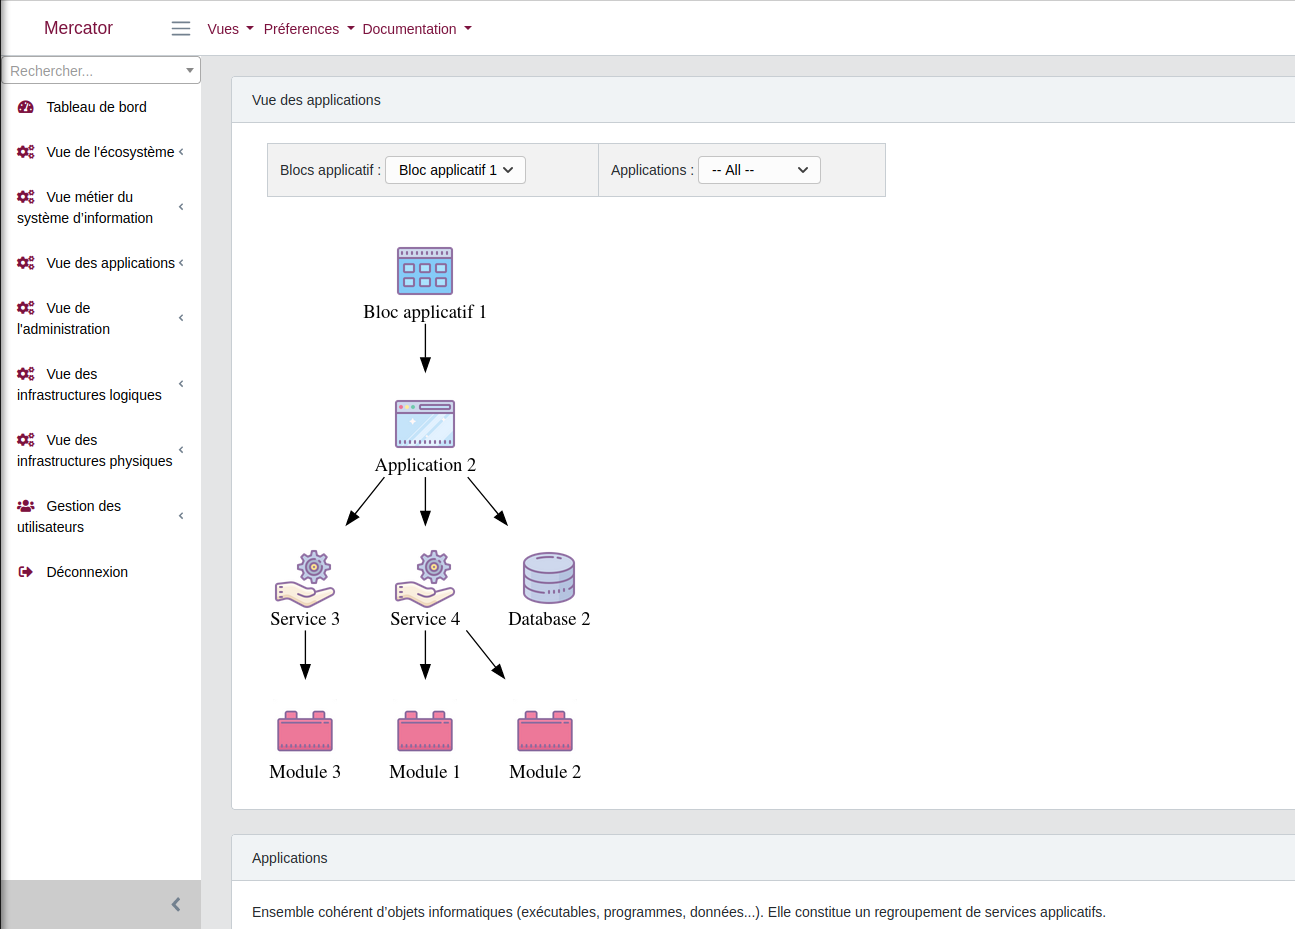 Mercator
Vues Préferences Documentation
Rechercher...
Tableau de bord
Vue de l'écosystème
Vue métier du
système d'information
Vue des applications
Vue de
l'administration
Vue des
infrastructures logiques
Vue des
infrastructures physiques
Gestion des
utilisateurs
Déconnexion
Vue des applications
Blocs applicatif : Bloc applicatif 1 Applications : -- All --
Bloc applicatif 1
Application 2
Service 3 Service 4 Database 2
Module 3 Module 1 Module 2
Applications
Ensemble cohérent d'objets informatiques (exécutables, programmes, données...). Elle constitue un regroupement de services applicatifs.